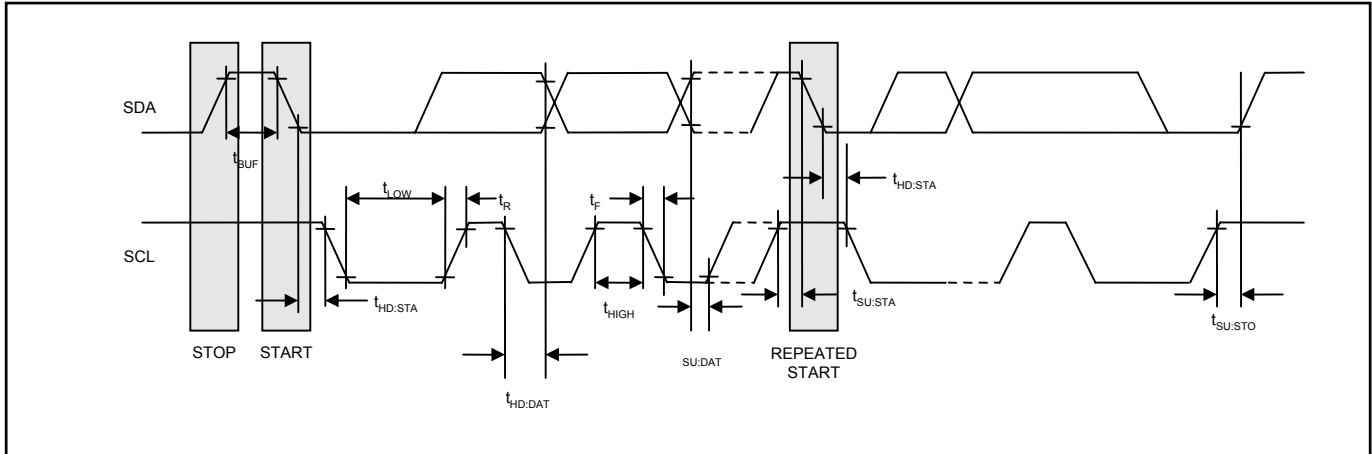 SDA
tBUF
tLOW
tR
tF
tHD:STA
SCL
tHD:STA
tHIGH
tSU:STA
tSU:STO
STOP
START
SU:DAT
REPEATED
START
tHD:DAT